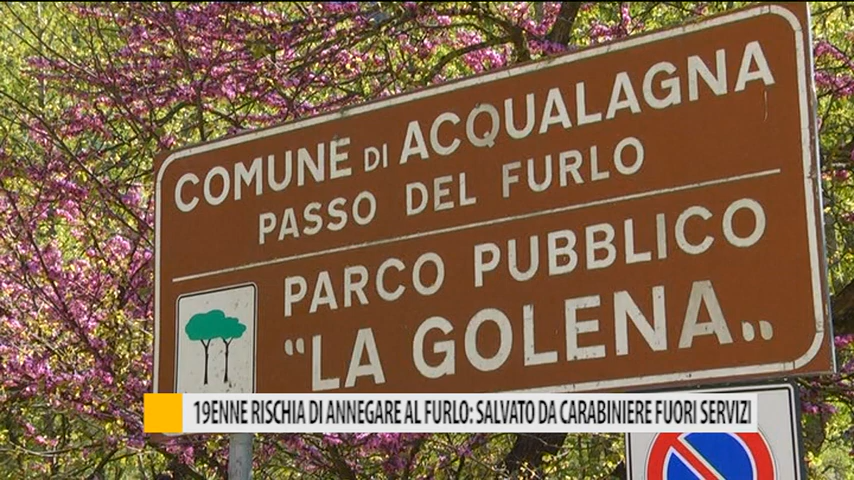 COMUNE DI ACQUALAGNA
PASSO DEL FURLO
PARCO PUBBLICO
"LA GOLENA"
19ENNE RISCHIA DI ANNEGARE AL FURLO: SALVATO DA CARABINIERE FUORI SERVIZI